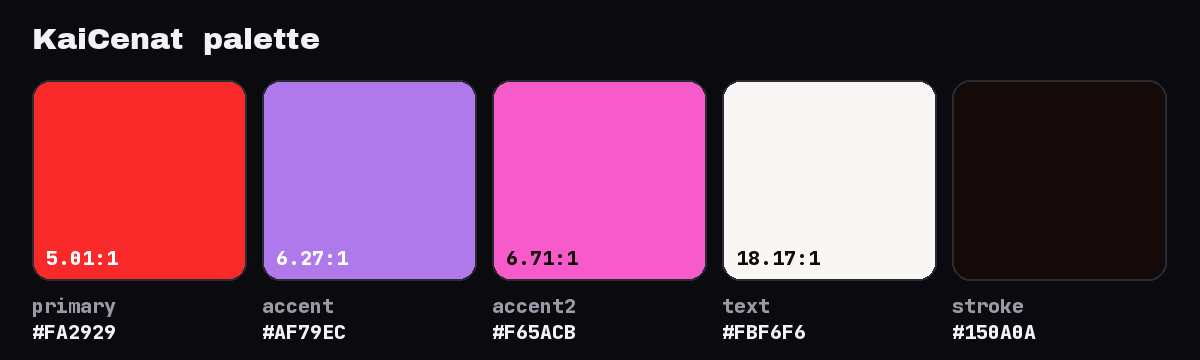 KaiCenat palette
5.01:1 6.27:1 6.71:1 18.17:1
primary accent accent2 text stroke
#FA2929 #AF79EC #F65ACB #FBF6F6 #150A0A